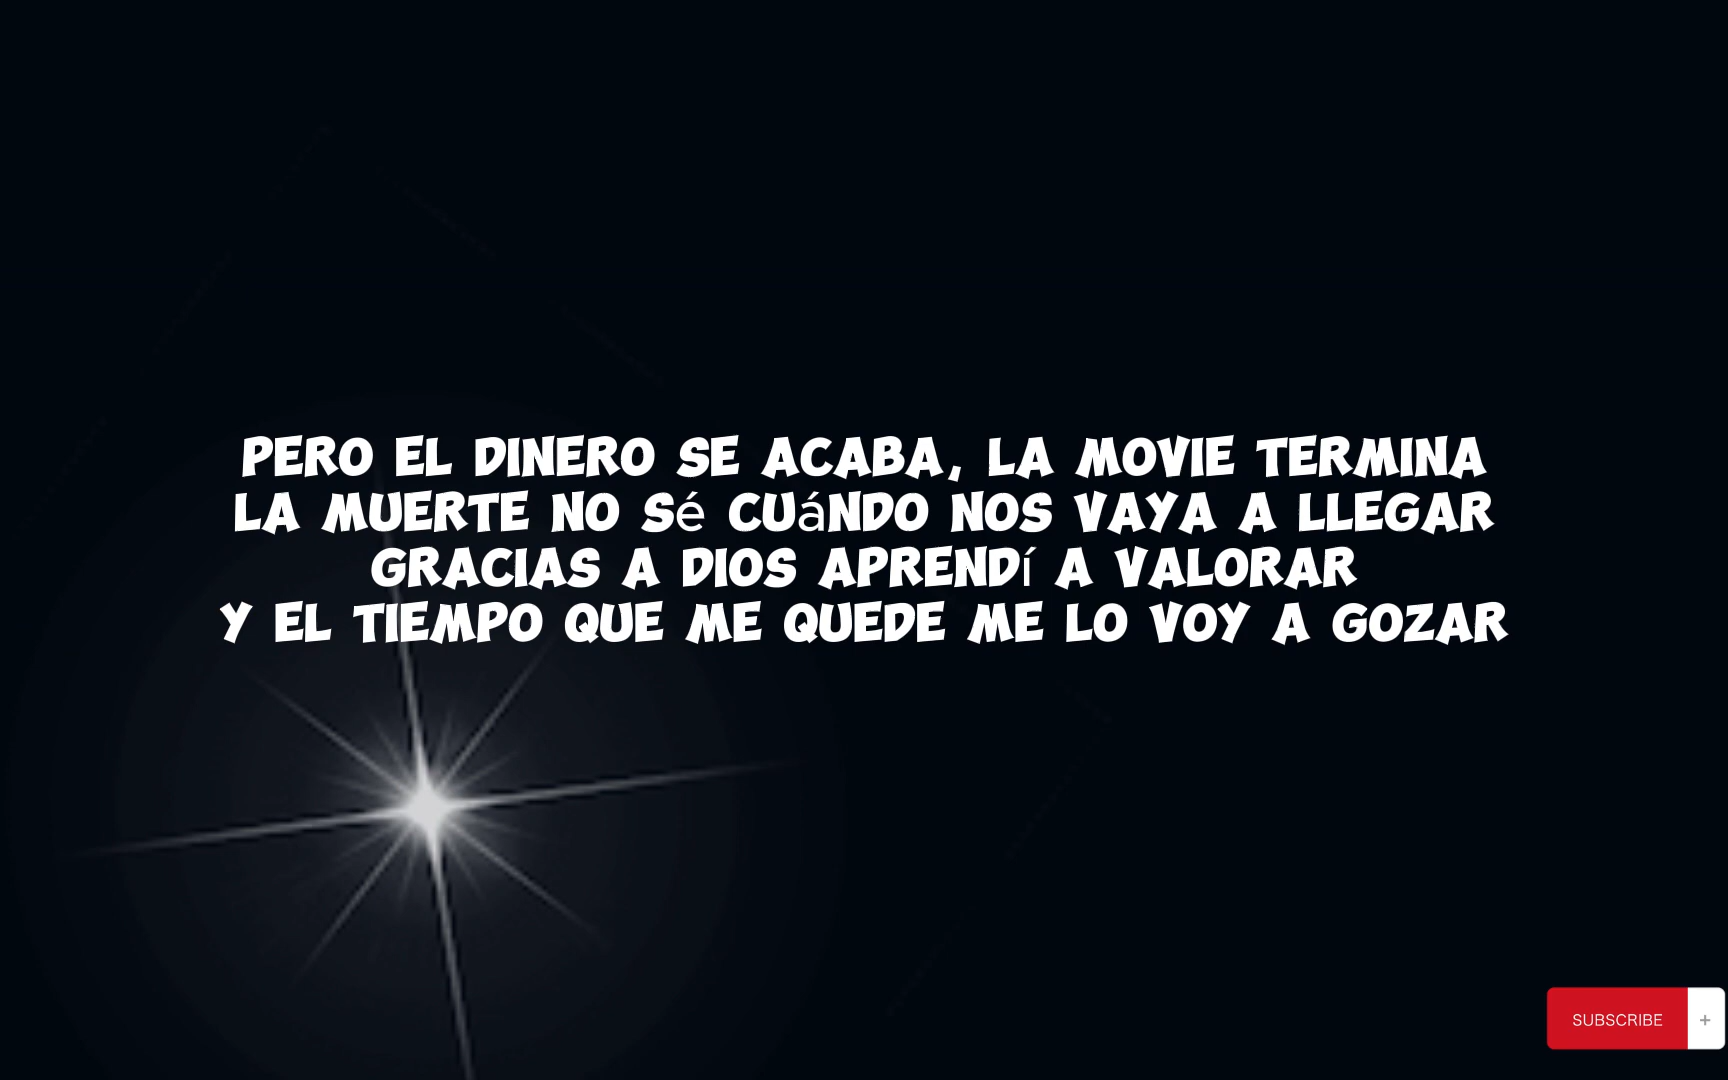 PERO EL DINERO SE ACABA, LA MOVIE TERMINA
LA MUERTE NO Sé CUáNDO NOS VAYA A LLEGAR
GRACIAS A DIOS APRENDí A VALORAR
Y EL TIEMPO QUE ME QUEDE ME LO VOY A GOZAR
SUBSCRIBE +